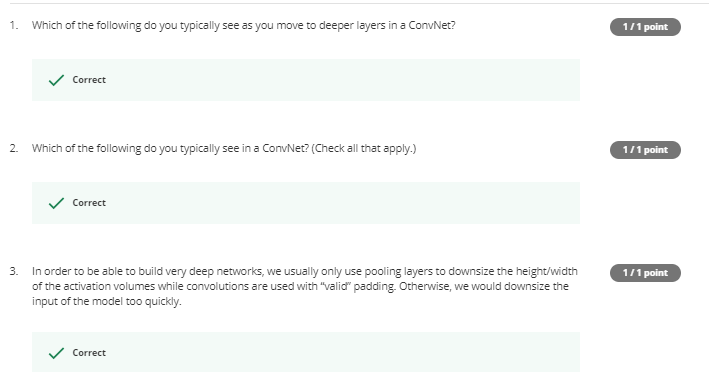 1. Which of the following do you typically see as you move to deeper layers in a ConvNet?
1 / 1 point
Correct
2. Which of the following do you typically see in a ConvNet? (Check all that apply.)
1 / 1 point
Correct
3. In order to be able to build very deep networks, we usually only use pooling layers to downsize the height/width
1 / 1 point
of the activation volumes while convolutions are used with "valid" padding. Otherwise, we would downsize the
input of the model too quickly.
Correct